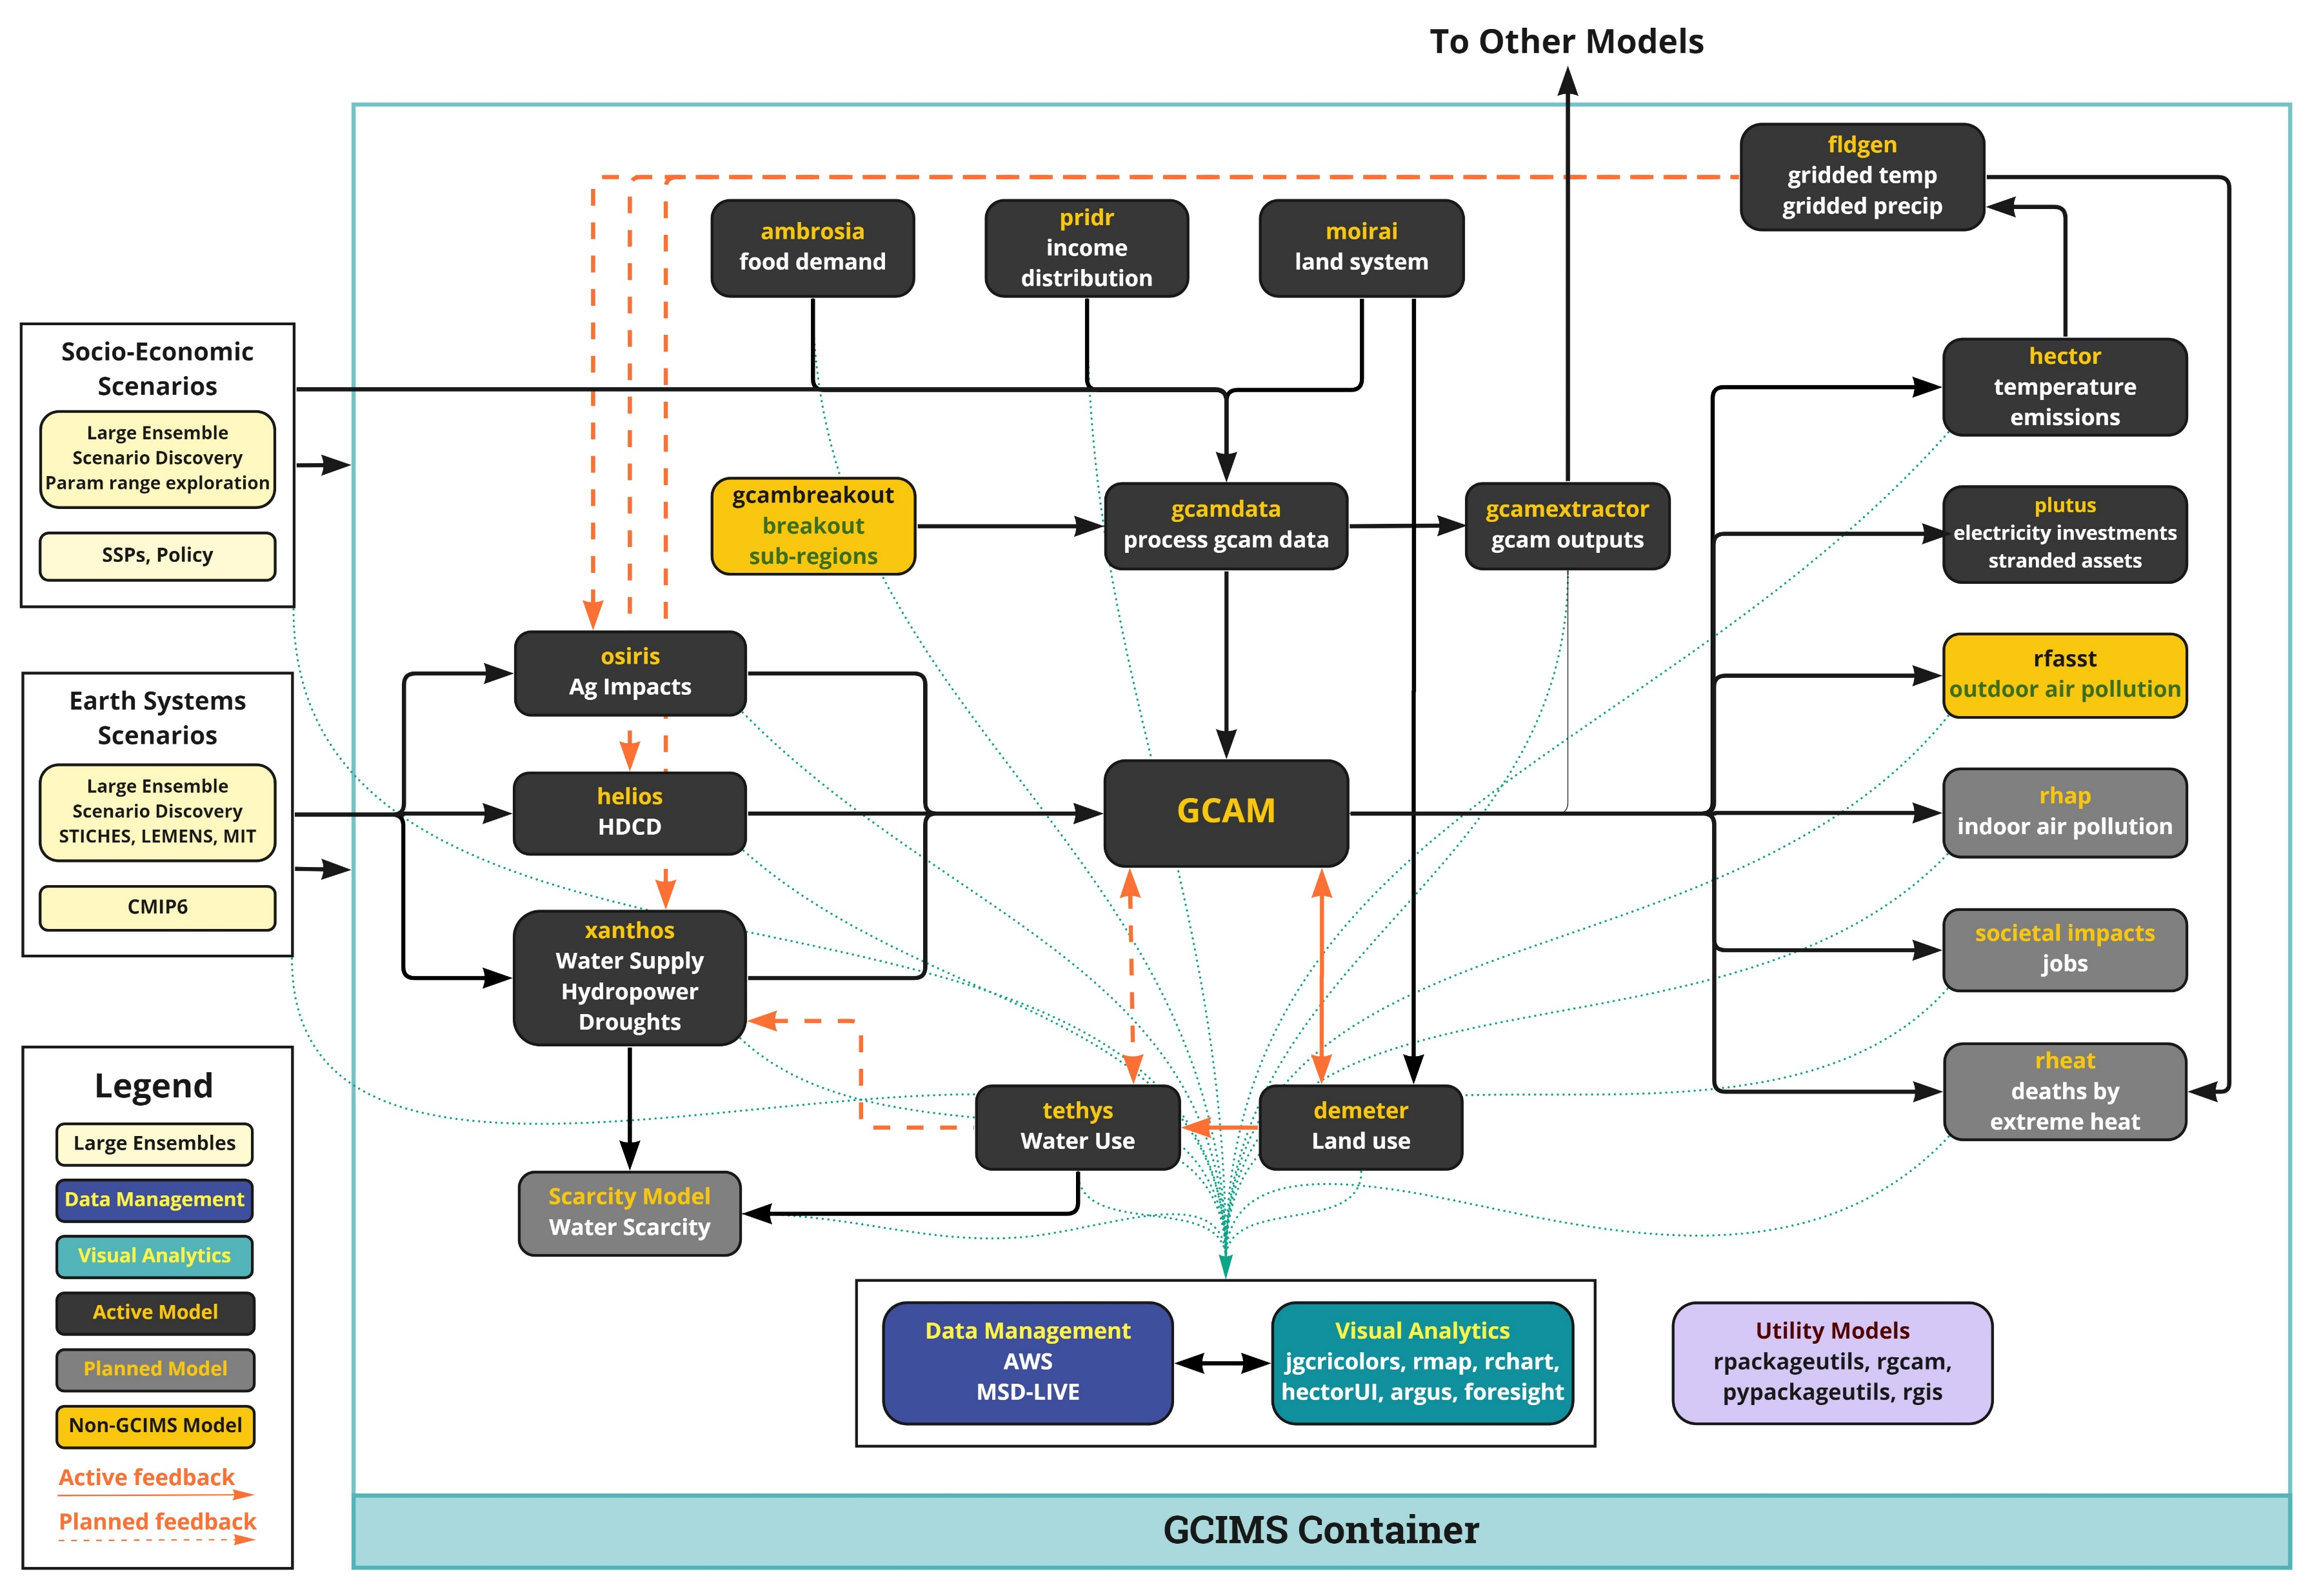 To Other Models
fldgen
gridded temp
gridded precip
ambrosia
food demand
pridr
income
distribution
moirai
land system
Socio-Economic
Scenarios
Large Ensemble
Scenario Discovery
Param range exploration
SSPs, Policy
hector
temperature
emissions
gcambreakout
breakout
sub-regions
gcamdata
process gcam data
gcamextractor
gcam outputs
plutus
electricity investments
stranded assets
osiris
Ag Impacts
rfasst
outdoor air pollution
Earth Systems
Scenarios
Large Ensemble
Scenario Discovery
STICHES, LEMENS, MIT
CMIP6
helios
HDCD
GCAM
rhap
indoor air pollution
xanthos
Water Supply
Hydropower
Droughts
societal impacts
jobs
tethys
Water Use
demeter
Land use
rheat
deaths by
extreme heat
Scarcity Model
Water Scarcity
Legend
Large Ensembles
Data Management
Visual Analytics
Active Model
Planned Model
Non-GCIMS Model
Active feedback
Planned feedback
Data Management
AWS
MSD-LIVE
Visual Analytics
jgcricolors, rmap, rchart,
hectorUI, argus, foresight
Utility Models
rpackageutils, rgcam,
pypackageutils, rgis
GCIMS Container